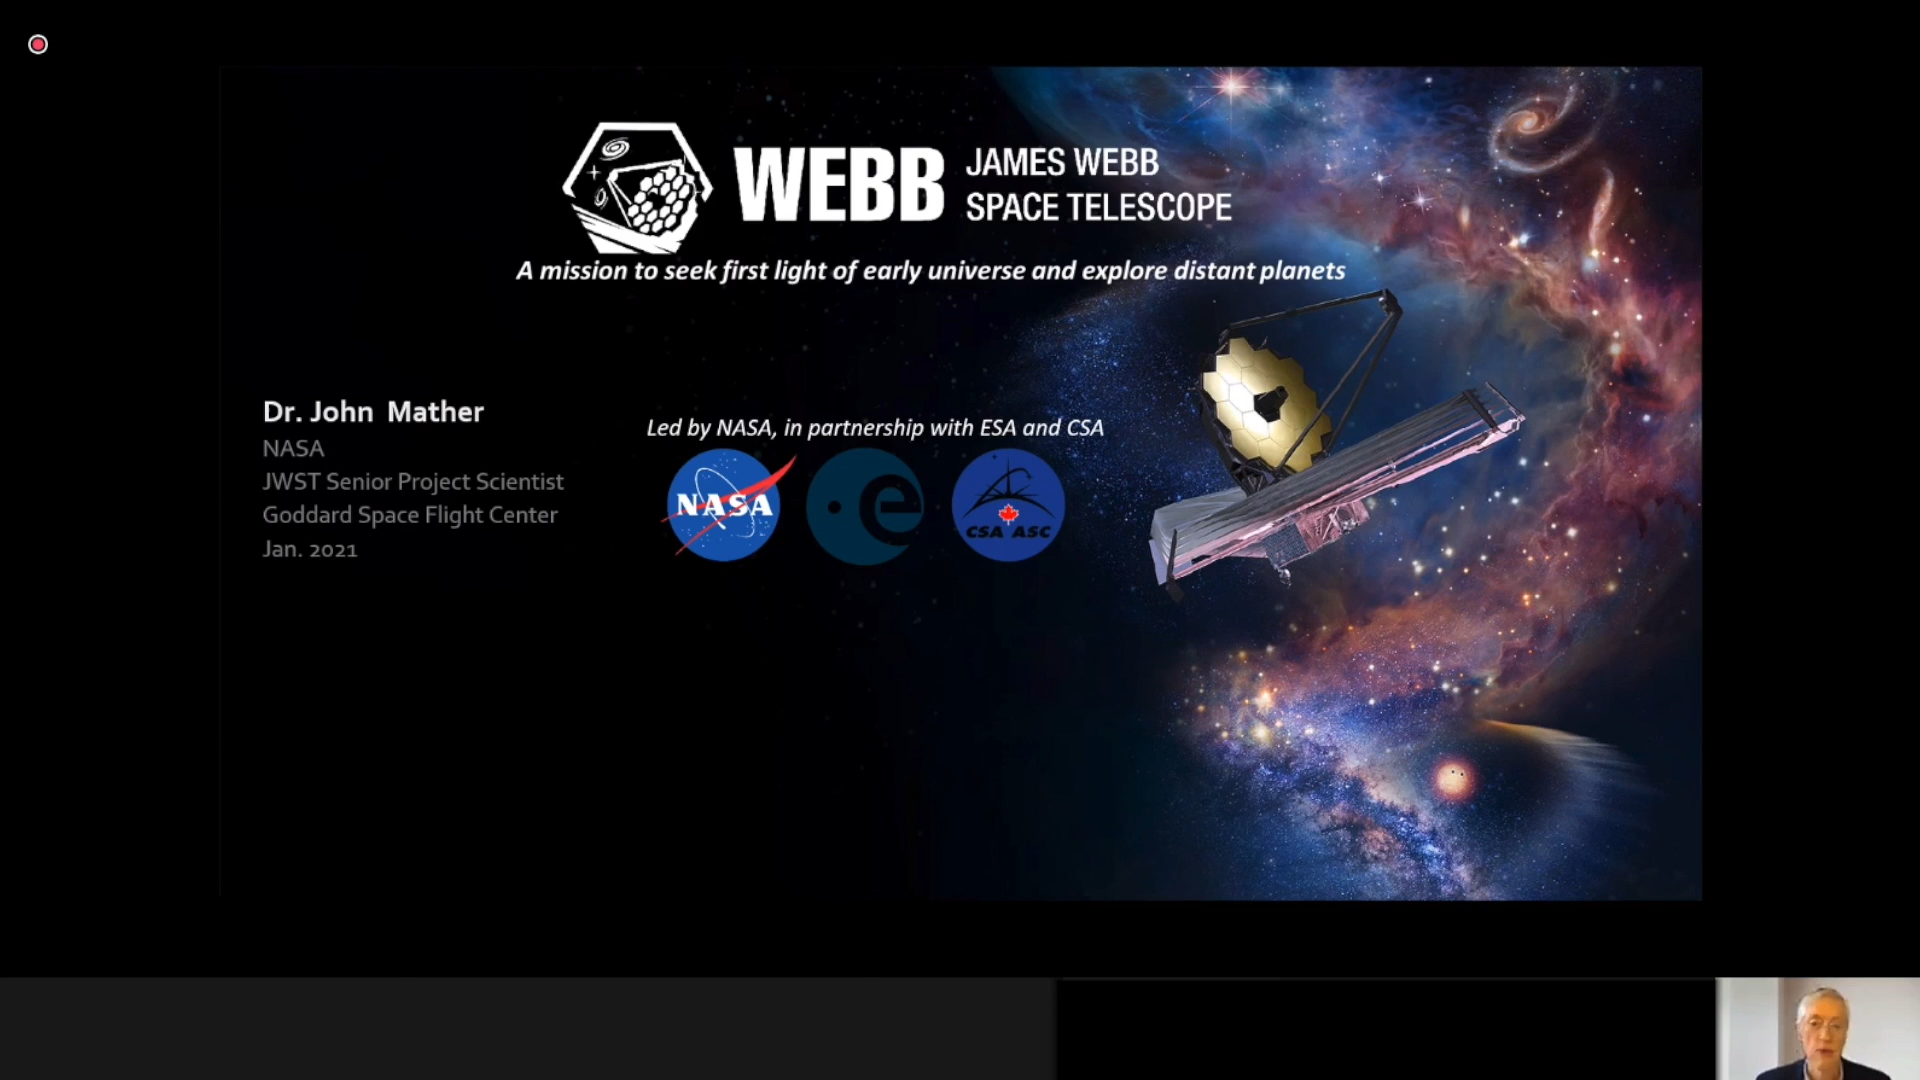 WEBB
JAMES WEBB
SPACE TELESCOPE
A mission to seek first light of early universe and explore distant planets
Dr. John Mather
NASA
JWST Senior Project Scientist
Goddard Space Flight Center
Jan. 2021
Led by NASA, in partnership with ESA and CSA
NASA
e
CSA ASC